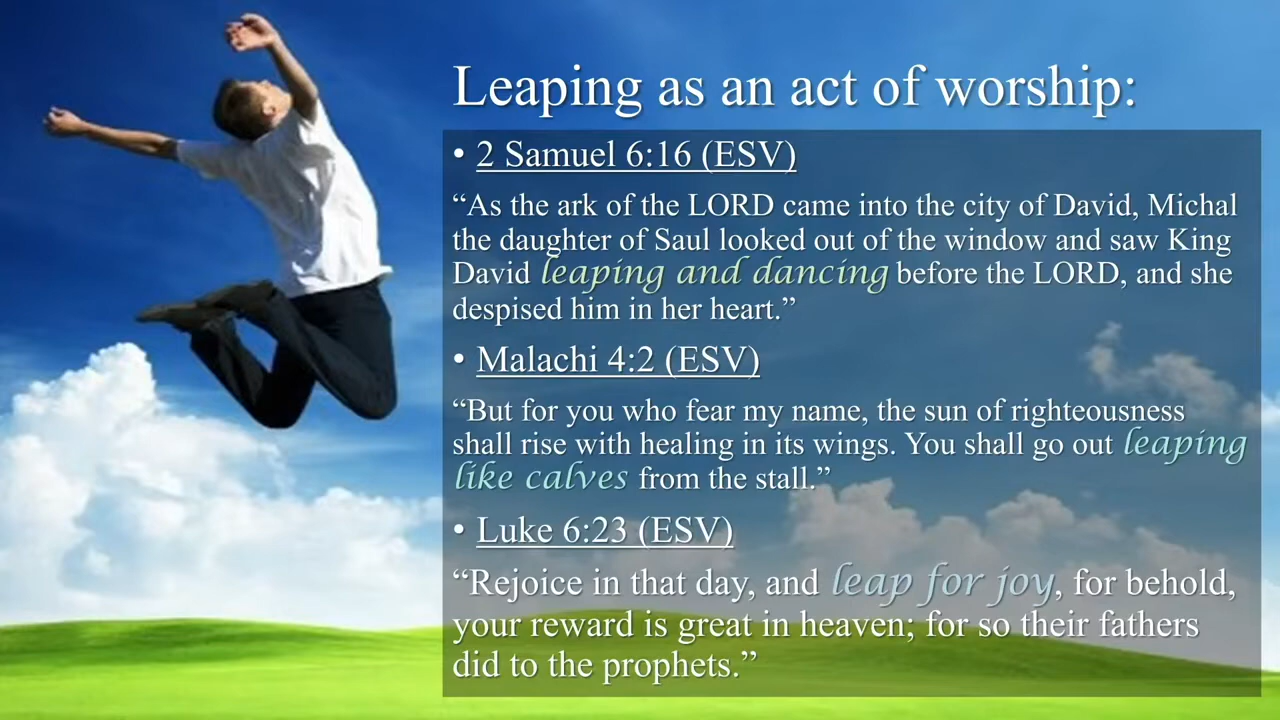 Leaping as an act of worship:
• 2 Samuel 6:16 (ESV)
“As the ark of the LORD came into the city of David, Michal
the daughter of Saul looked out of the window and saw King
David leaping and dancing before the LORD, and she
despised him in her heart.”
• Malachi 4:2 (ESV)
“But for you who fear my name, the sun of righteousness
shall rise with healing in its wings. You shall go out leaping
like calves from the stall.”
• Luke 6:23 (ESV)
“Rejoice in that day, and leap for joy, for behold,
your reward is great in heaven; for so their fathers
did to the prophets.”